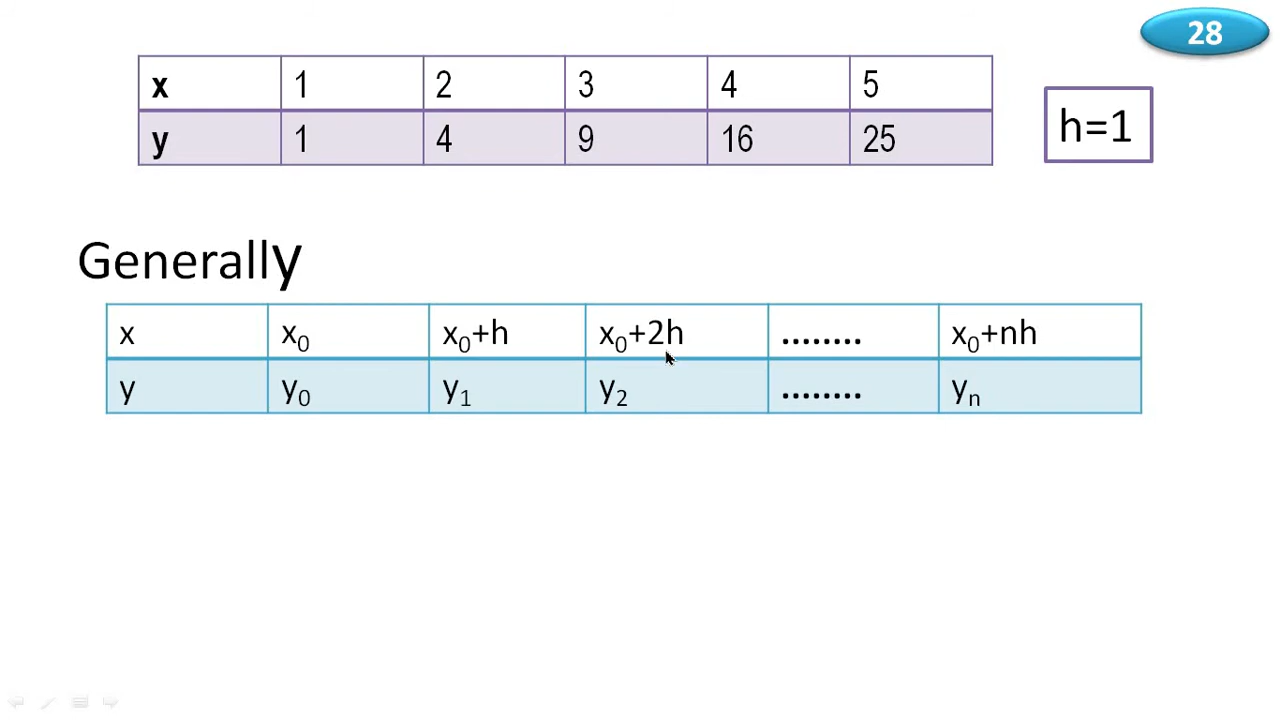 28
x 1 2 3 4 5
y 1 4 9 16 25
h=1
Generally
x x₀ x₀+h x₀+2h ........ x₀+nh
y y₀ y₁ y₂ ........ yₙ